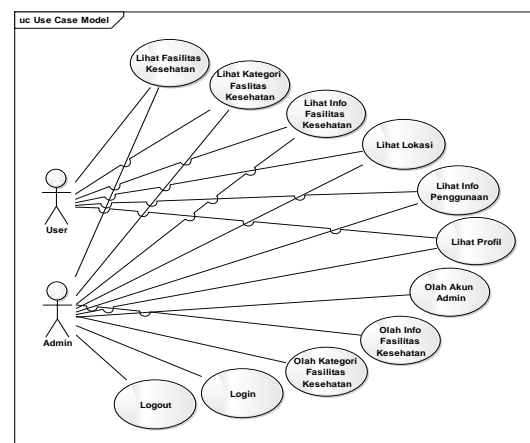 uc Use Case Model
Lihat Fasilitas
Kesehatan
Lihat Kategori
Faslitas
Kesehatan
Lihat Info
Fasilitas
Kesehatan
Lihat Lokasi
Lihat Info
Penggunaan
Lihat Profil
User
Olah Akun
Admin
Admin
Olah Info
Fasilitas
Kesehatan
Olah Kategori
Fasilitas
Kesehatan
Login
Logout